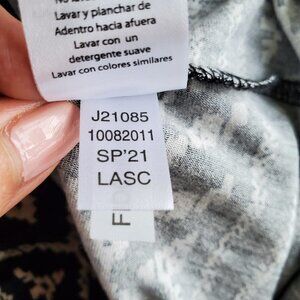 Lavar y planchar de
Adentro hacia afuera
Lavar con un
detergente suave
Lavar con colores similares
J21085
10082011
SP'21
LASC